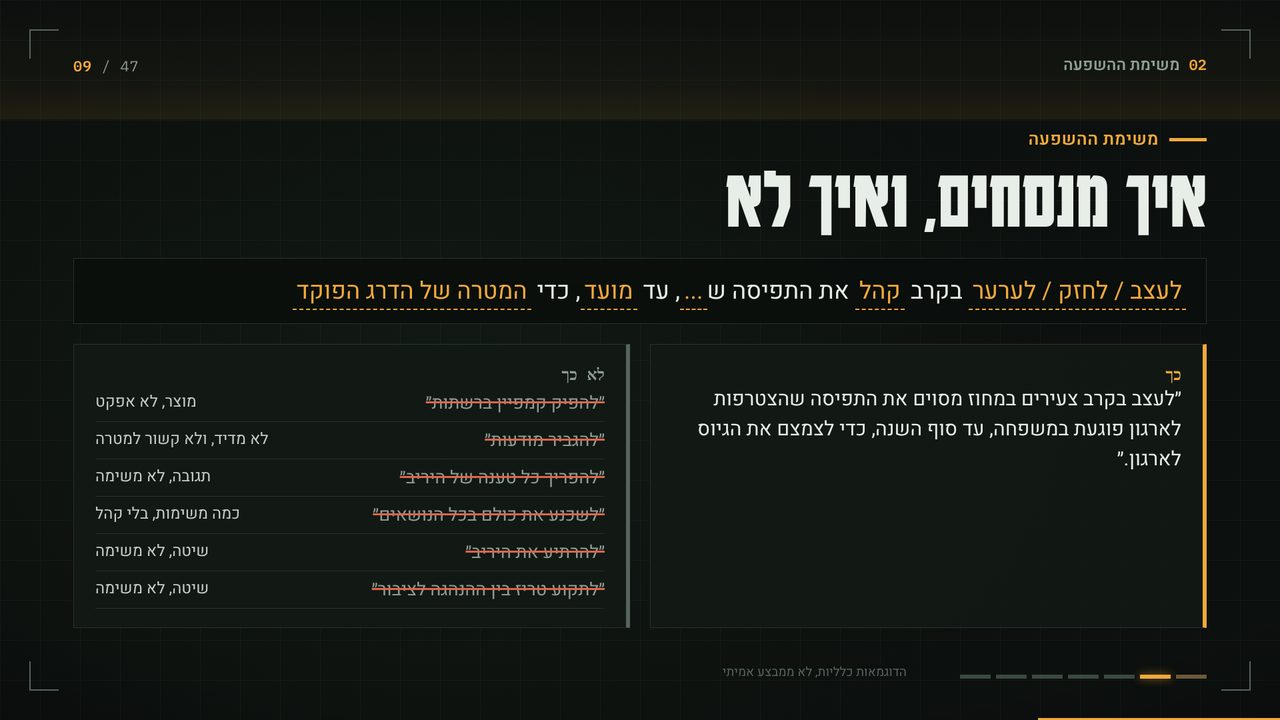 02 משימת ההשפעה
09 / 47
משימת ההשפעה
איך מנסחים, ואיך לא
לעצב / לחזק / לערער בקרב קהל את התפיסה ש..., עד מועד, כדי המטרה של הדרג הפוקד
כך
"לעצב בקרב צעירים במחוז מסוים את התפיסה שהצטרפות
לארגון פוגעת במשפחה, עד סוף השנה, כדי לצמצם את הגיוס
לארגון."
לא כך
"להפיק קמפיין ברשתות" מוצר, לא אפקט
"להגביר מודעות" לא מדיד, ולא קשור למטרה
"להפריך כל טענה של היריב" תגובה, לא משימה
"לשכנע את כולם בכל הנושאים" כמה משימות, בלי קהל
"להרתיע את היריב" שיטה, לא משימה
"לתקוע טריז בין ההנהגה לציבור" שיטה, לא משימה
הדוגמאות כלליות, לא ממבצע אמיתי